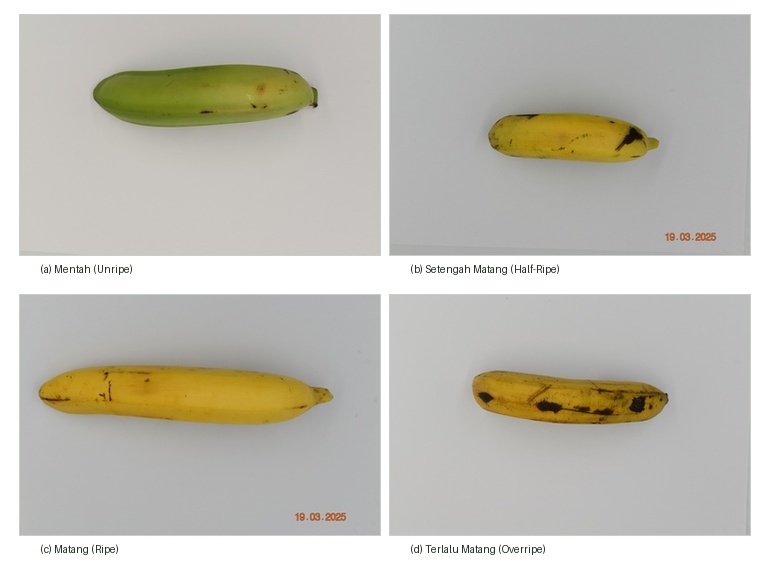 19.03.2025
(a) Mentah (Unripe)
(b) Setengah Matang (Half-Ripe)
19.03.2025
(c) Matang (Ripe)
(d) Terlalu Matang (Overripe)